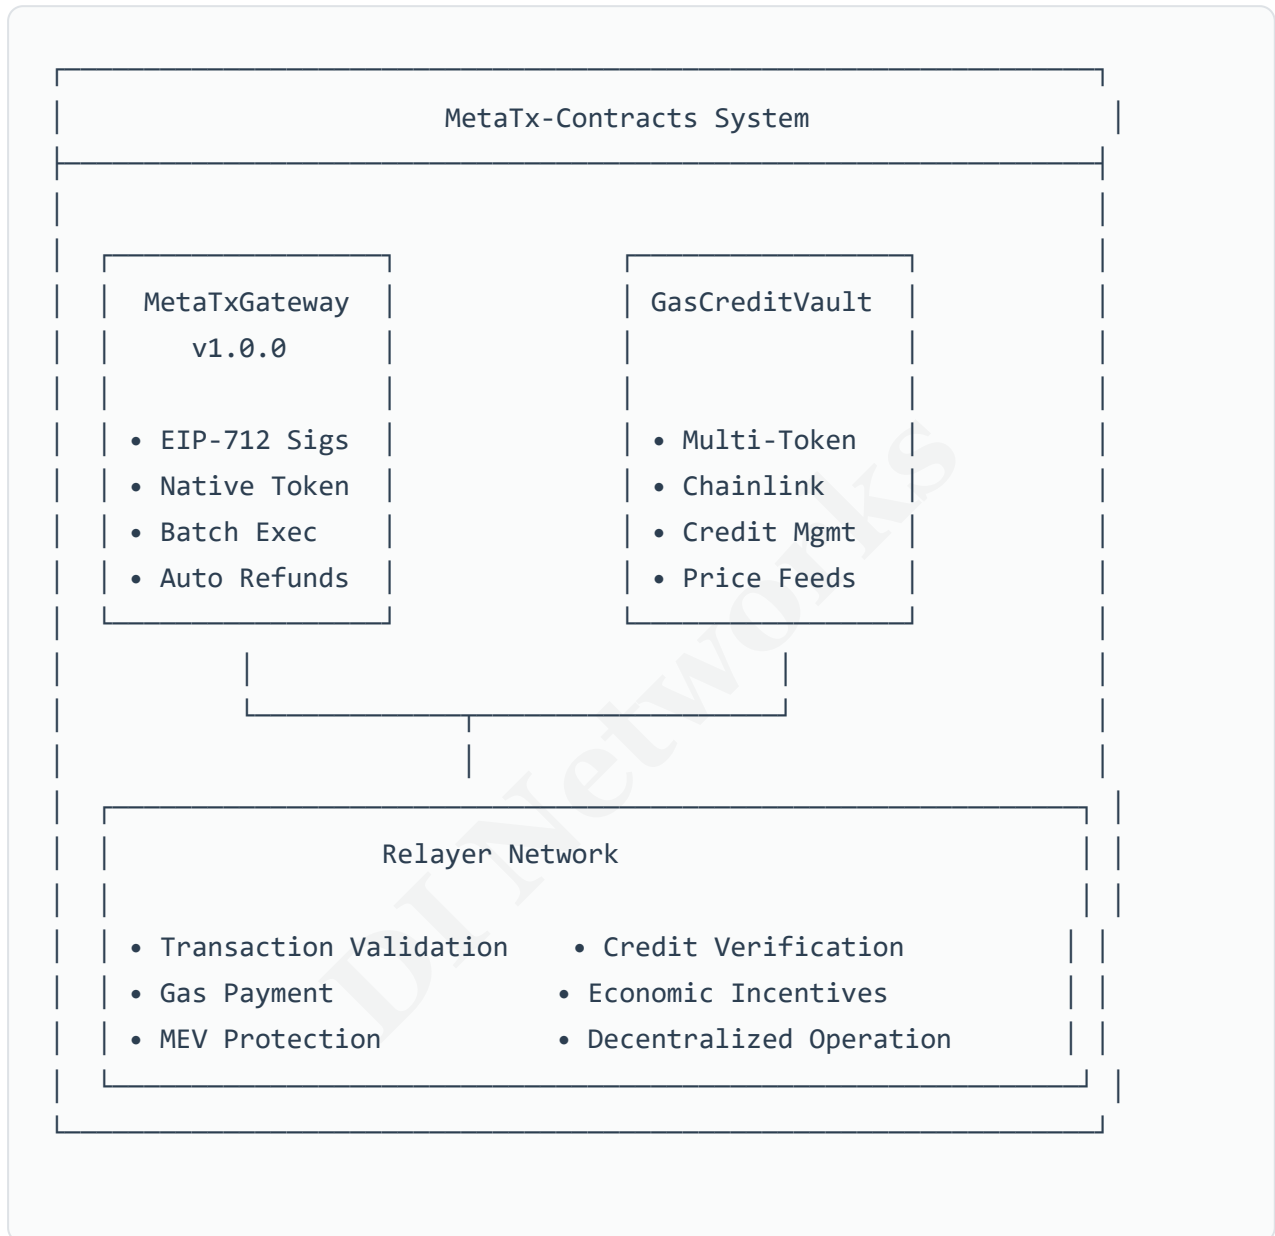 MetaTx-Contracts System
MetaTxGateway GasCreditVault
v1.0.0
• EIP-712 Sigs • Multi-Token
• Native Token • Chainlink
• Batch Exec • Credit Mgmt
• Auto Refunds • Price Feeds
Relayer Network
• Transaction Validation • Credit Verification
• Gas Payment • Economic Incentives
• MEV Protection • Decentralized Operation
DI Networks